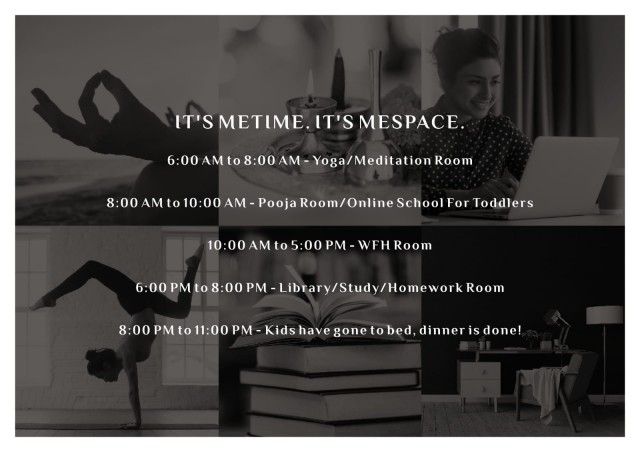 IT'S METIME. IT'S MESPACE.
6:00 AM to 8:00 AM - Yoga/Meditation Room
8:00 AM to 10:00 AM - Pooja Room/Online School For Toddlers
10:00 AM to 5:00 PM - WFH Room
6:00 PM to 8:00 PM - Library/Study/Homework Room
8:00 PM to 11:00 PM - Kids have gone to bed, dinner is done!